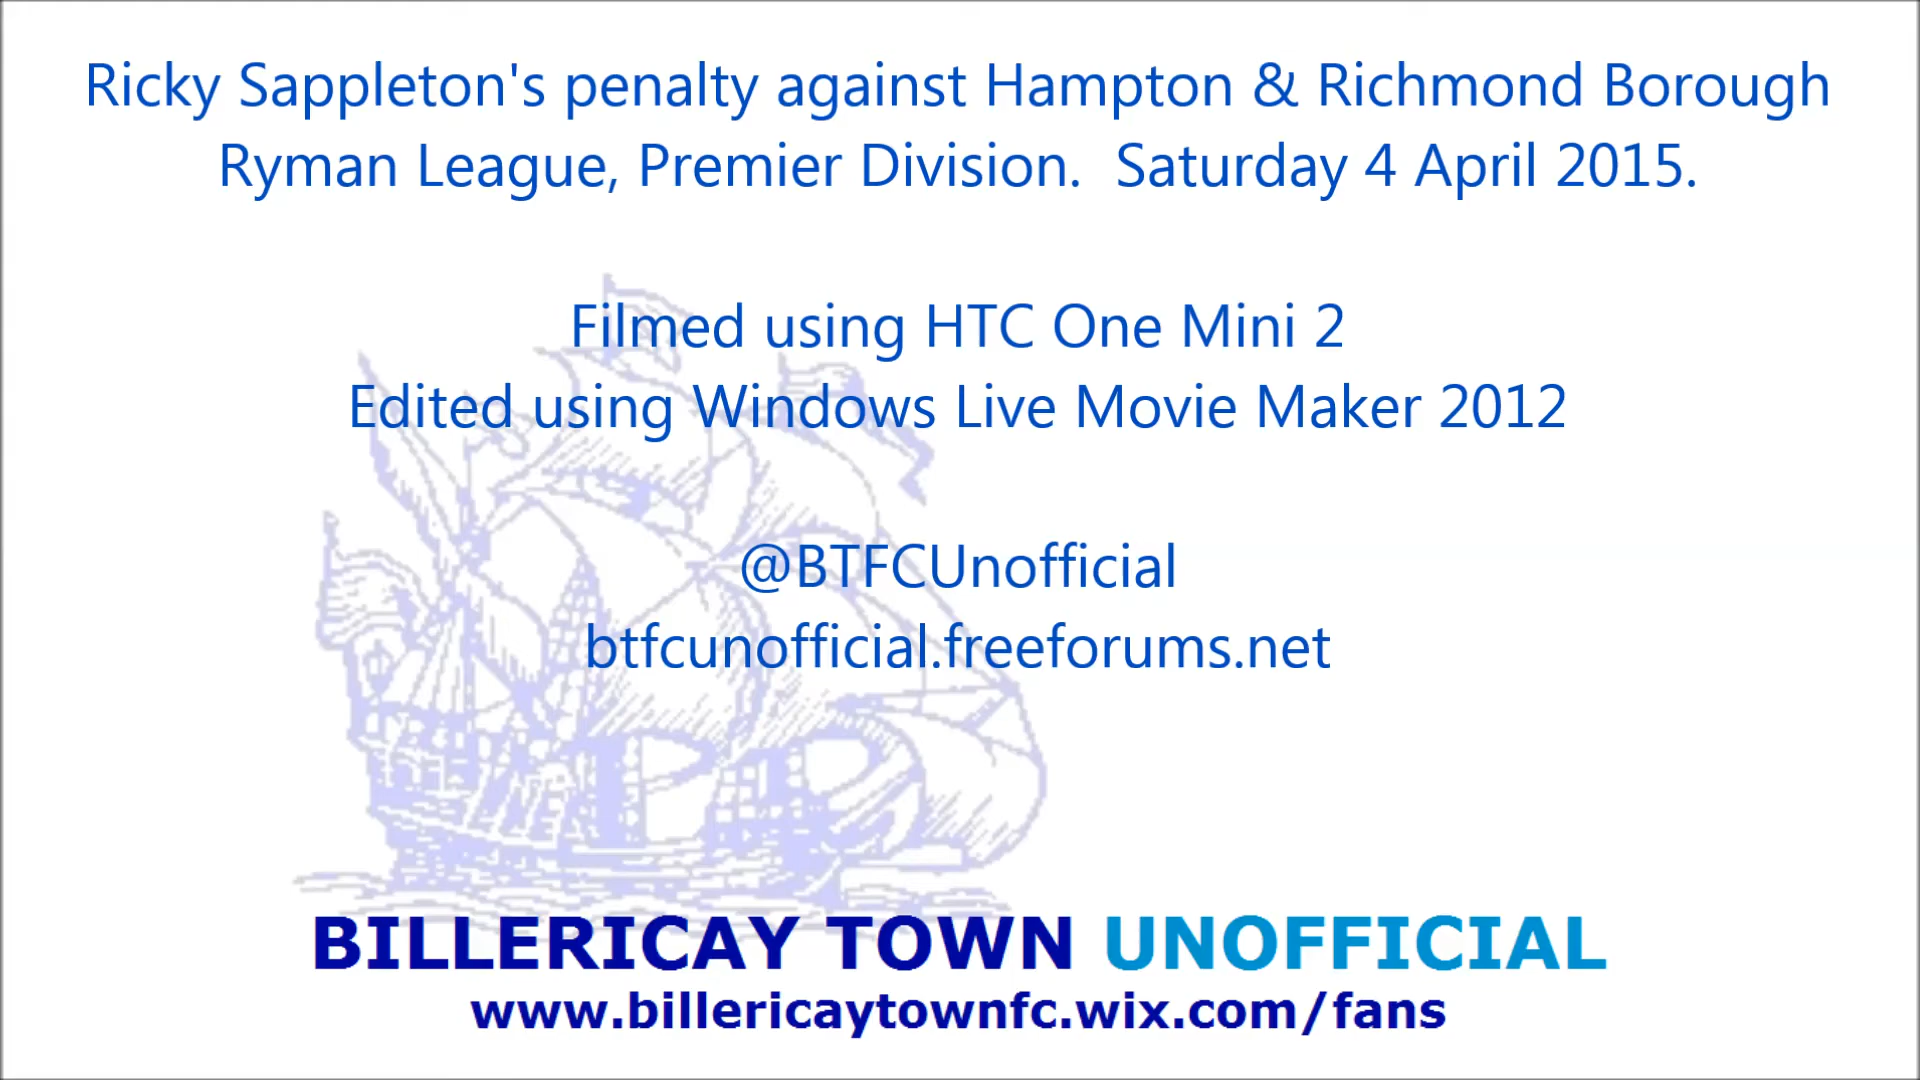 Ricky Sappleton's penalty against Hampton & Richmond Borough
Ryman League, Premier Division.  Saturday 4 April 2015.
Filmed using HTC One Mini 2
Edited using Windows Live Movie Maker 2012
@BTFCUnofficial
btfcunofficial.freeforums.net
BILLERICAY TOWN UNOFFICIAL
www.billericaytownfc.wix.com/fans